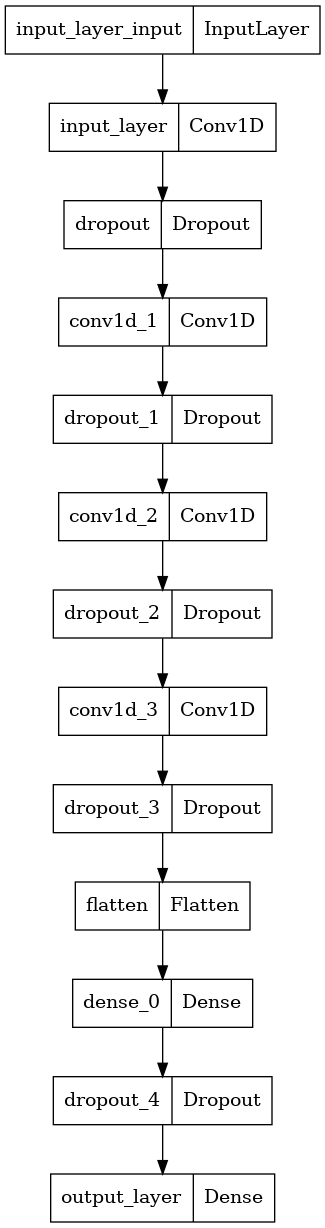 input_layer_input InputLayer
input_layer Conv1D
dropout Dropout
conv1d_1 Conv1D
dropout_1 Dropout
conv1d_2 Conv1D
dropout_2 Dropout
conv1d_3 Conv1D
dropout_3 Dropout
flatten Flatten
dense_0 Dense
dropout_4 Dropout
output_layer Dense